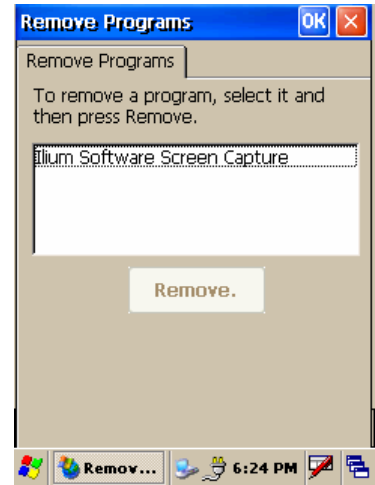 Remove Programs OK
Remove Programs
To remove a program, select it and
then press Remove.
Ilium Software Screen Capture
Remove.
Remov... 6:24 PM